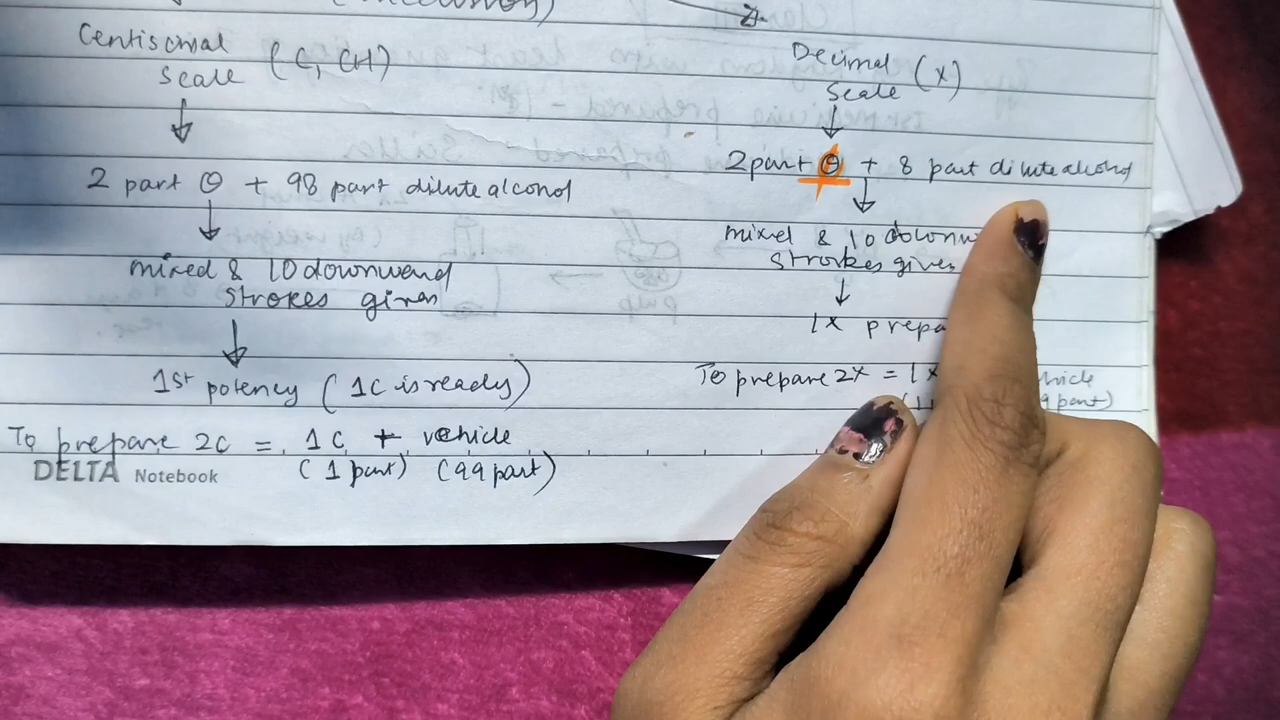 Centisimal
Scale (C, CH)
2 part θ + 98 part dilute alcohol
mixed & 10 downward
strokes given
1st potency (1C is ready)
To prepare 2C = 1C + vehicle
(1 part) (99 part)
DELTA Notebook
Decimal
Scale (X)
2 part θ + 8 part dilute alcohol
mixed & 10
strokes given
1X
To prepare 2X = 1X